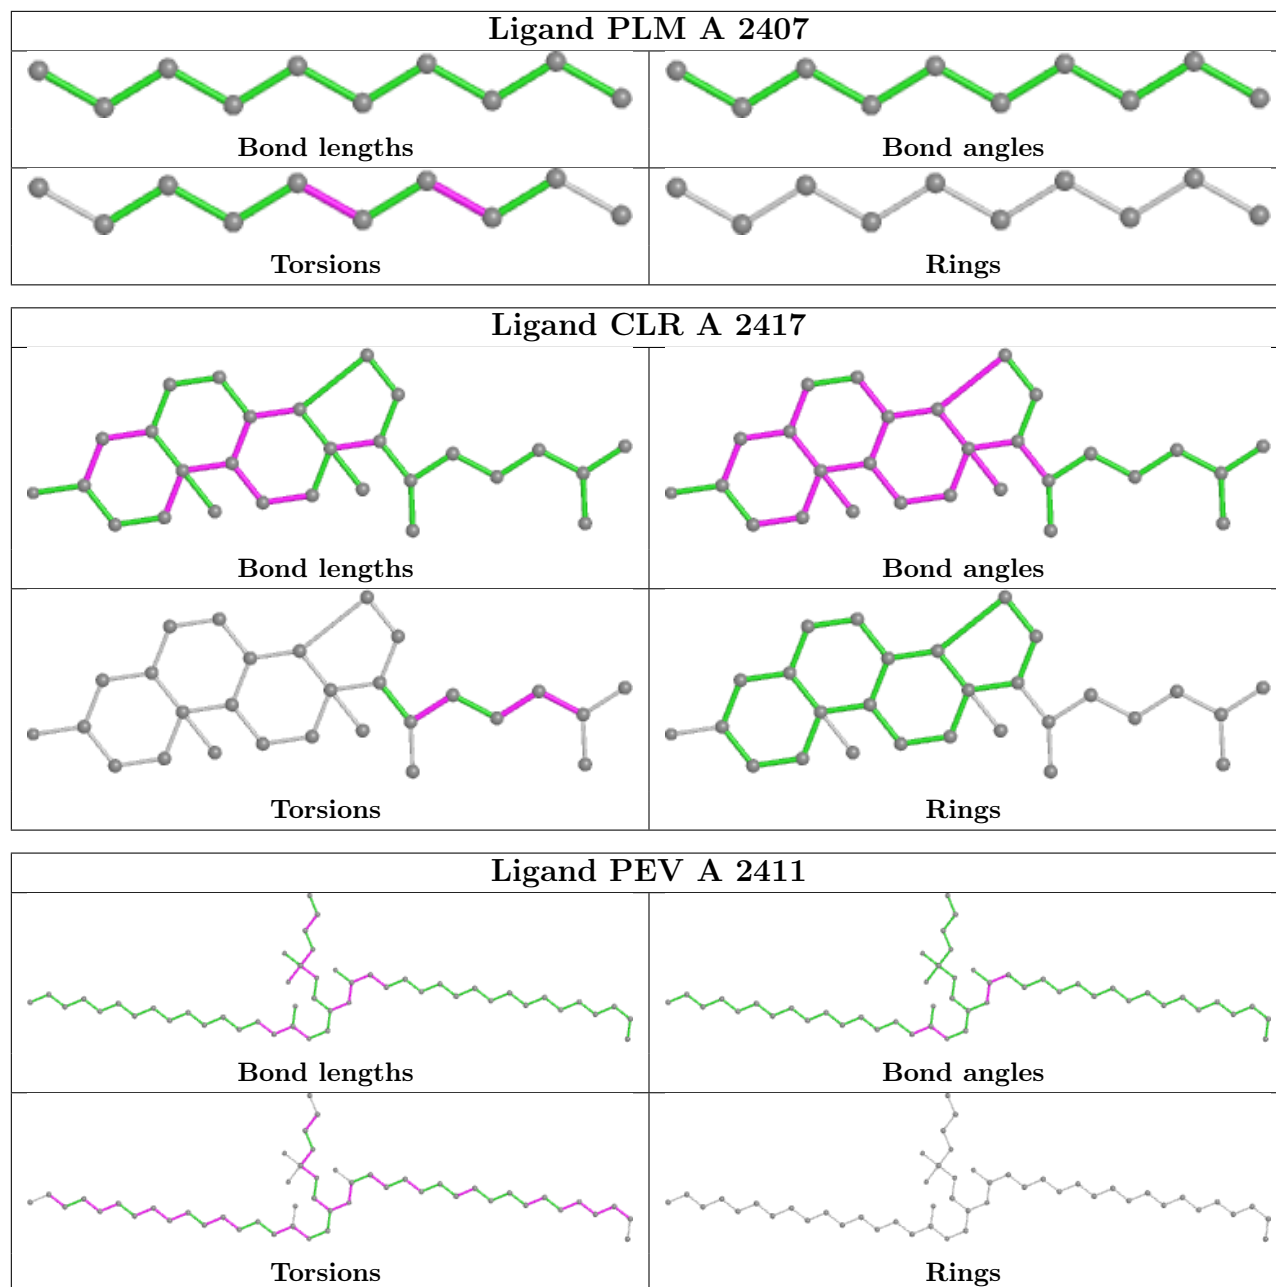 Ligand PLM A 2407
Bond lengths
Bond angles
Torsions
Rings
Ligand CLR A 2417
Bond lengths
Bond angles
Torsions
Rings
Ligand PEV A 2411
Bond lengths
Bond angles
Torsions
Rings